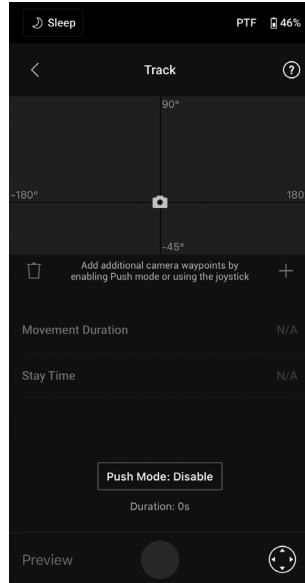 Sleep
PTF 46%
Track
90°
-180° 180
-45°
Add additional camera waypoints by
enabling Push mode or using the joystick
Movement Duration N/A
Stay Time N/A
Push Mode: Disable
Duration: 0s
Preview